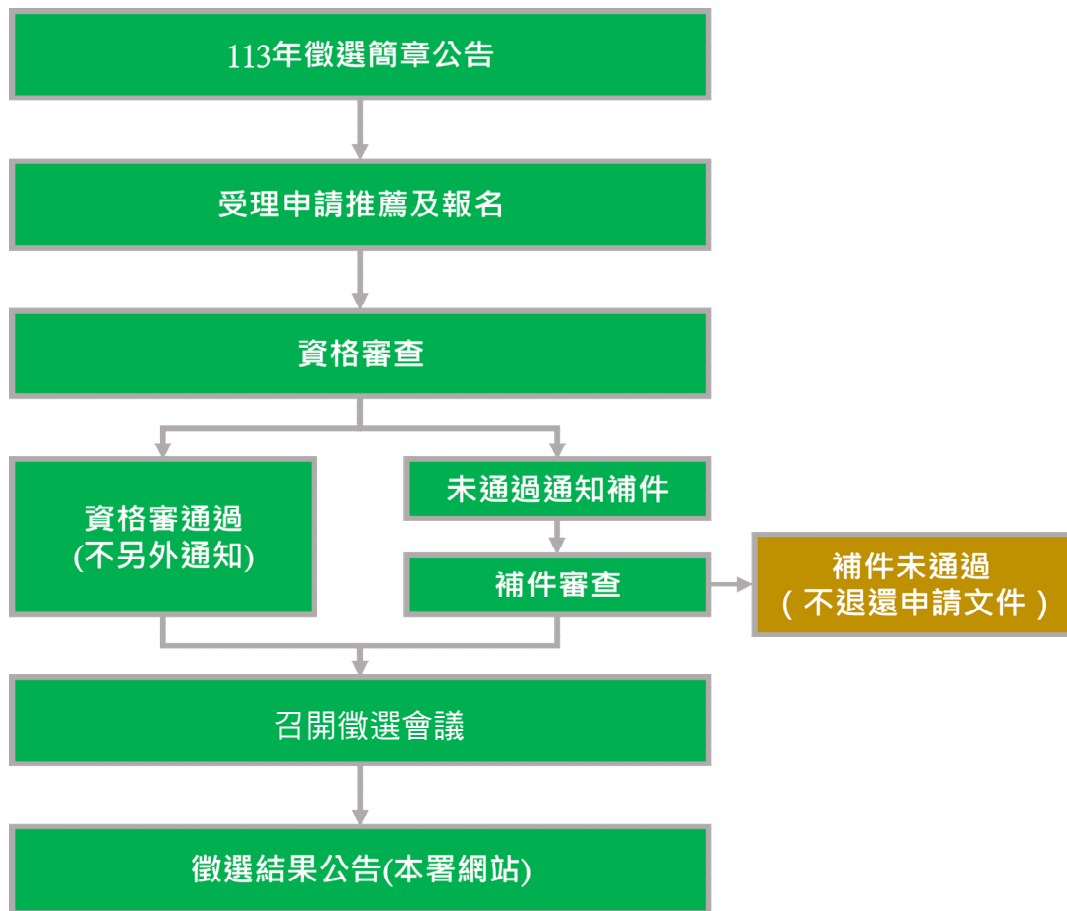 113年徵選簡章公告
受理申請推薦及報名
資格審查
資格審通過
(不另外通知)
未通過通知補件
補件審查
補件未通過
（不退還申請文件）
召開徵選會議
徵選結果公告(本署網站)